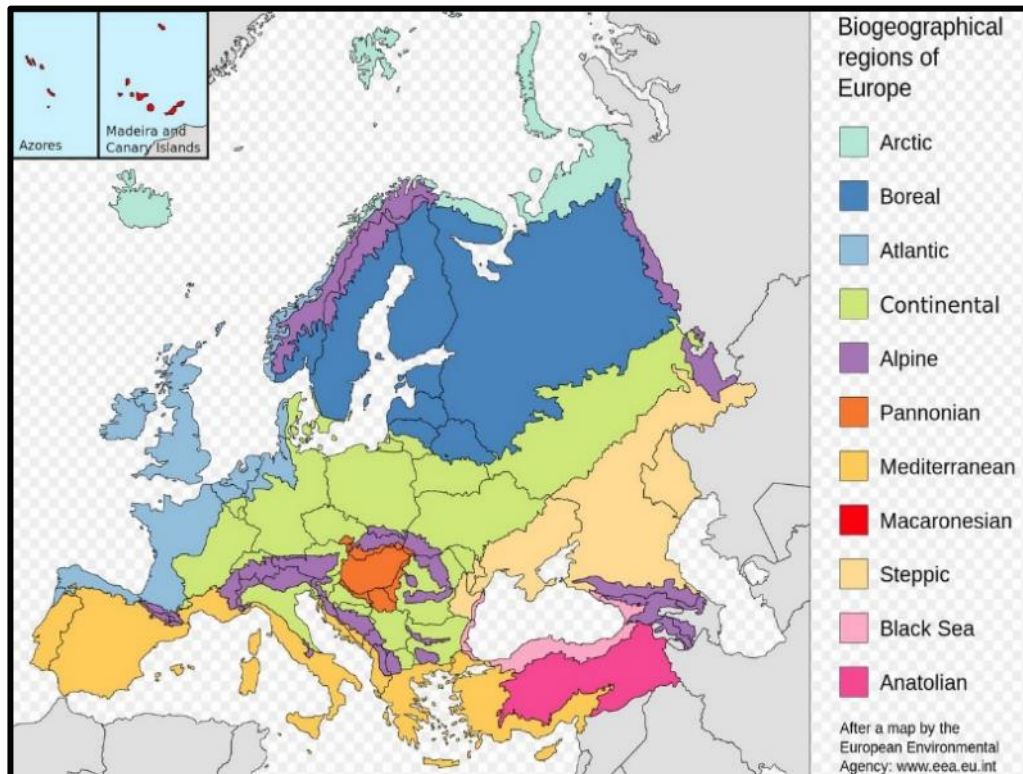 Azores
Madeira and
Canary Islands
Biogeographical
regions of
Europe
Arctic
Boreal
Atlantic
Continental
Alpine
Pannonian
Mediterranean
Macaronesian
Steppic
Black Sea
Anatolian
After a map by the
European Environmental
Agency: www.eea.eu.int